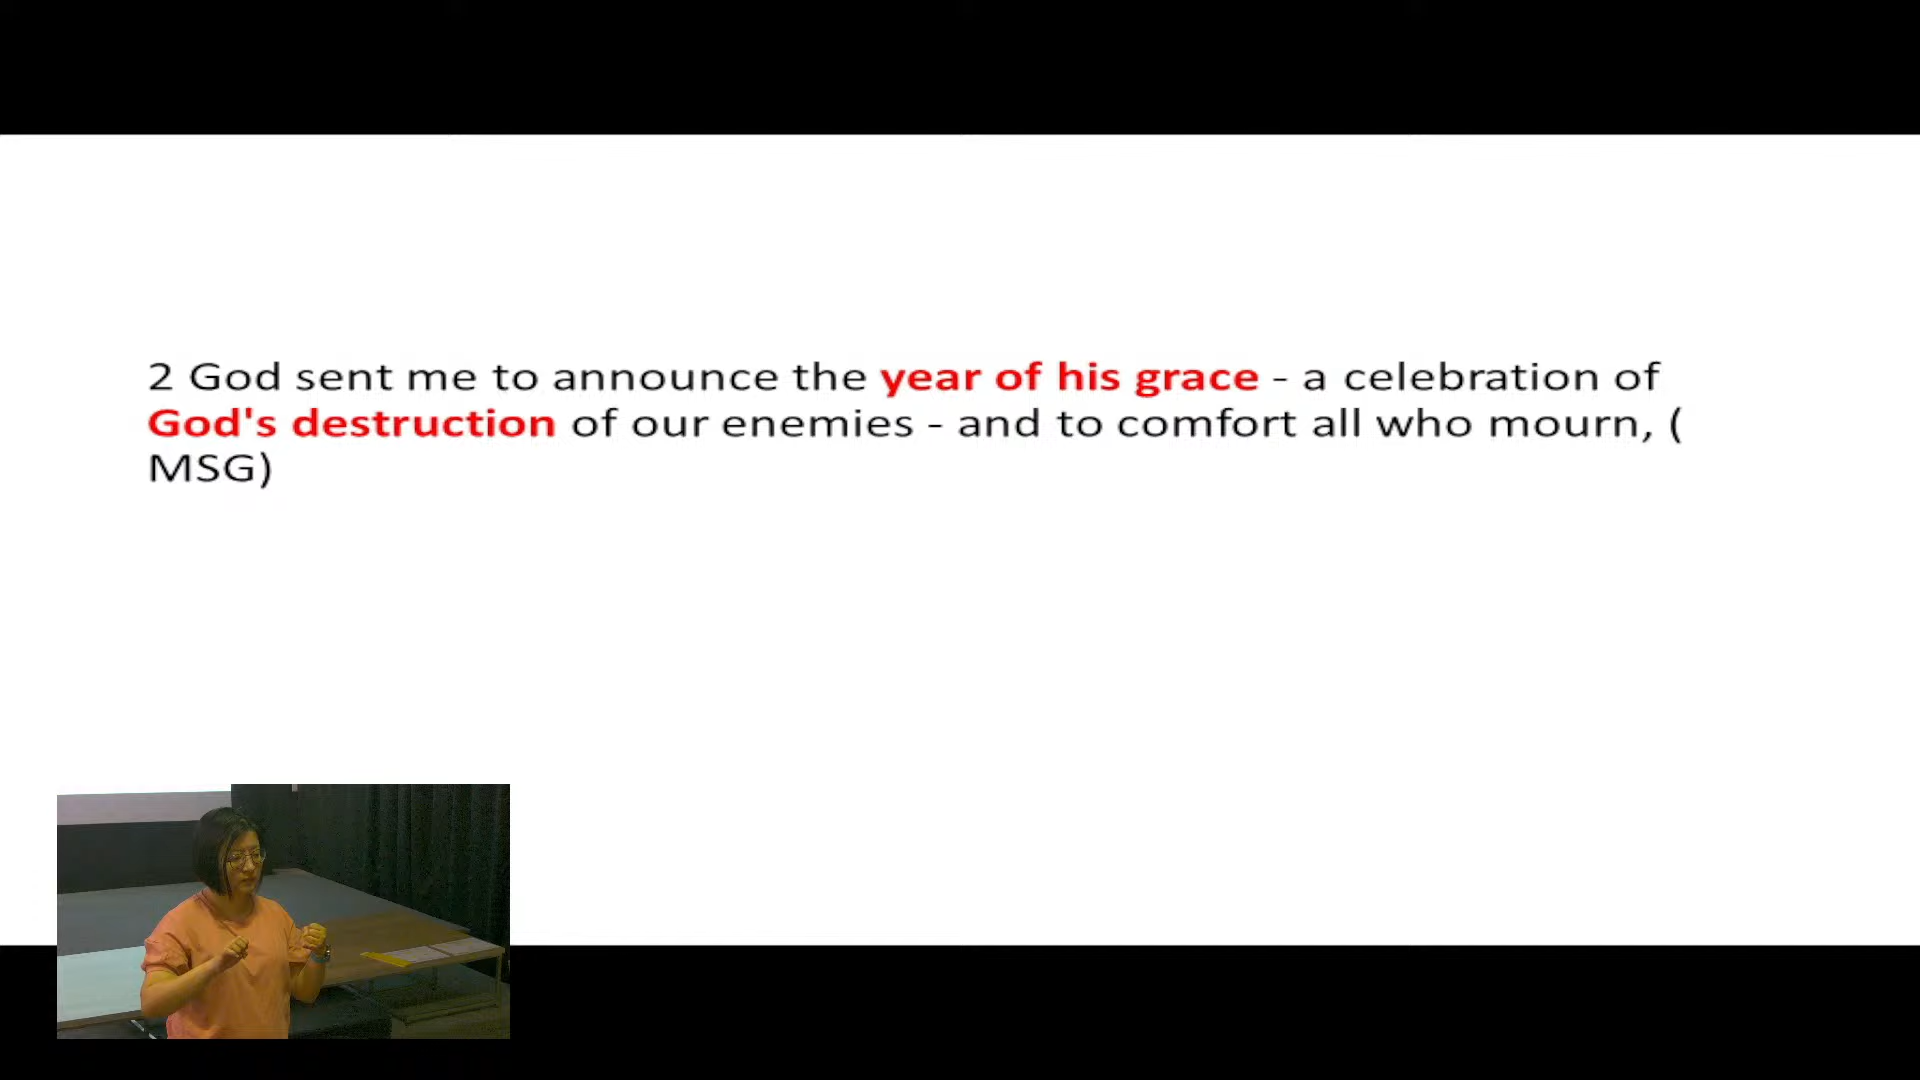 2 God sent me to announce the year of his grace - a celebration of
God's destruction of our enemies - and to comfort all who mourn, (
MSG)